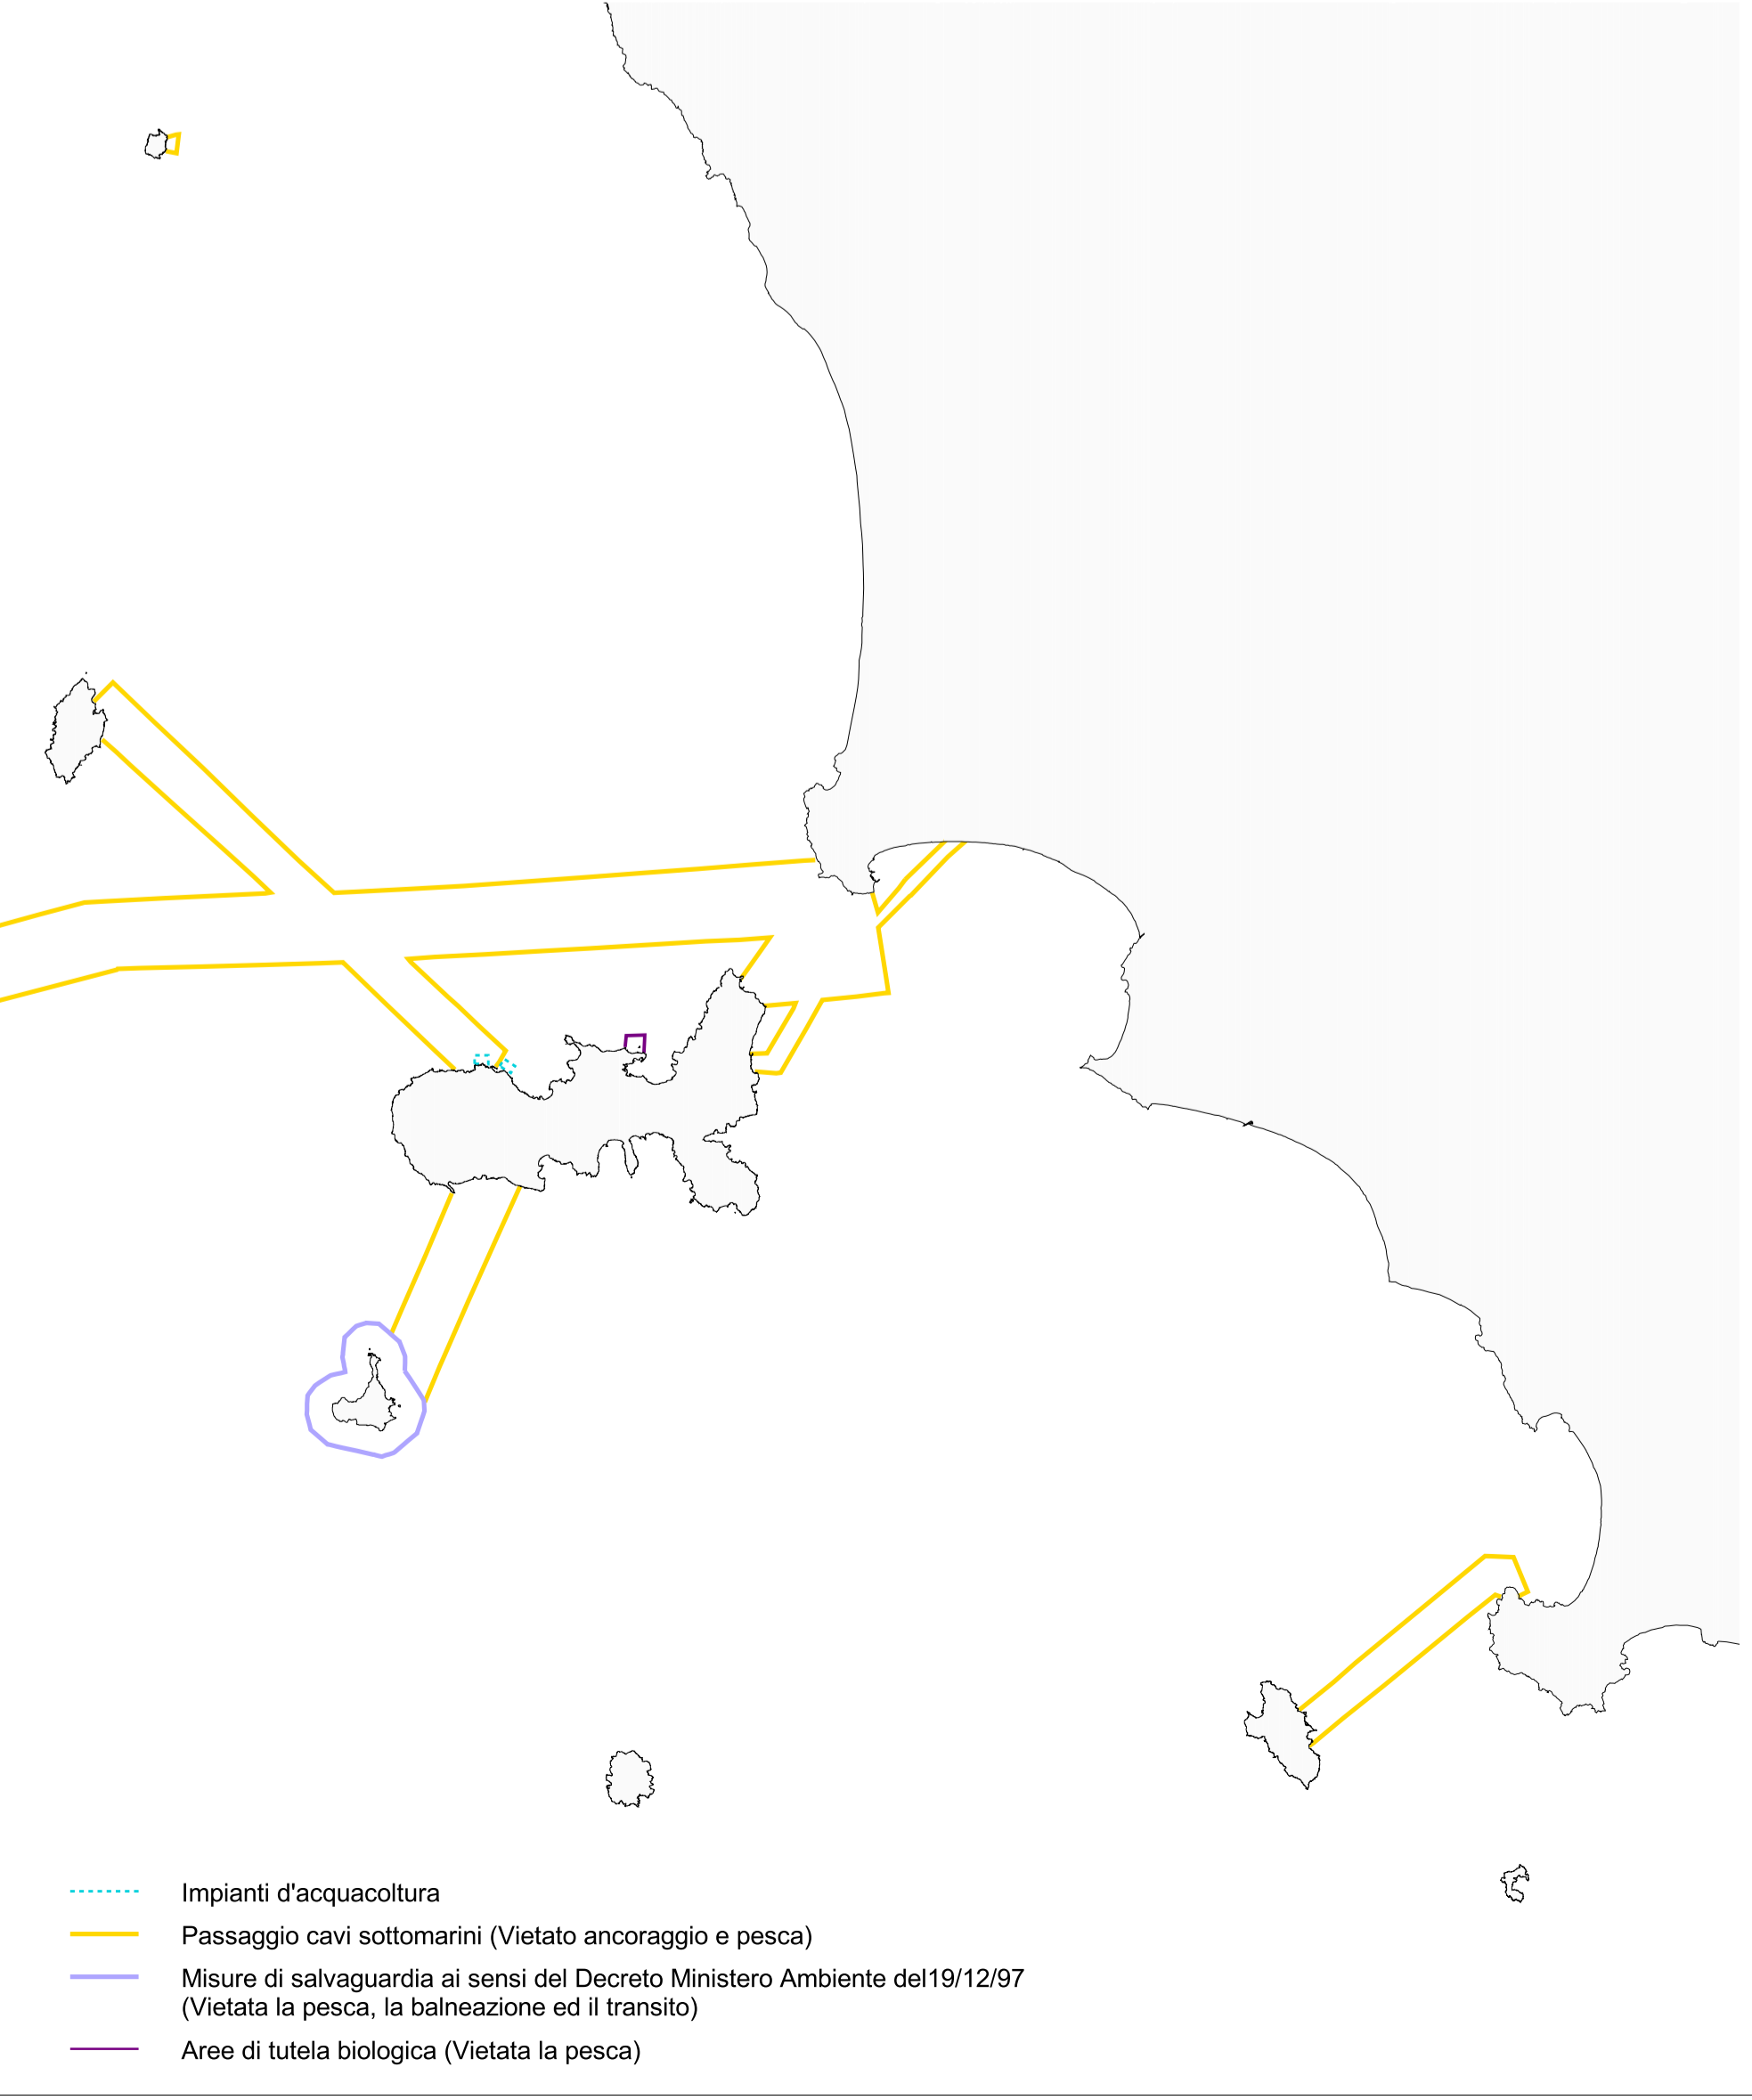 Impianti d'acquacoltura
Passaggio cavi sottomarini (Vietato ancoraggio e pesca)
Misure di salvaguardia ai sensi del Decreto Ministero Ambiente del19/12/97
(Vietata la pesca, la balneazione ed il transito)
Aree di tutela biologica (Vietata la pesca)